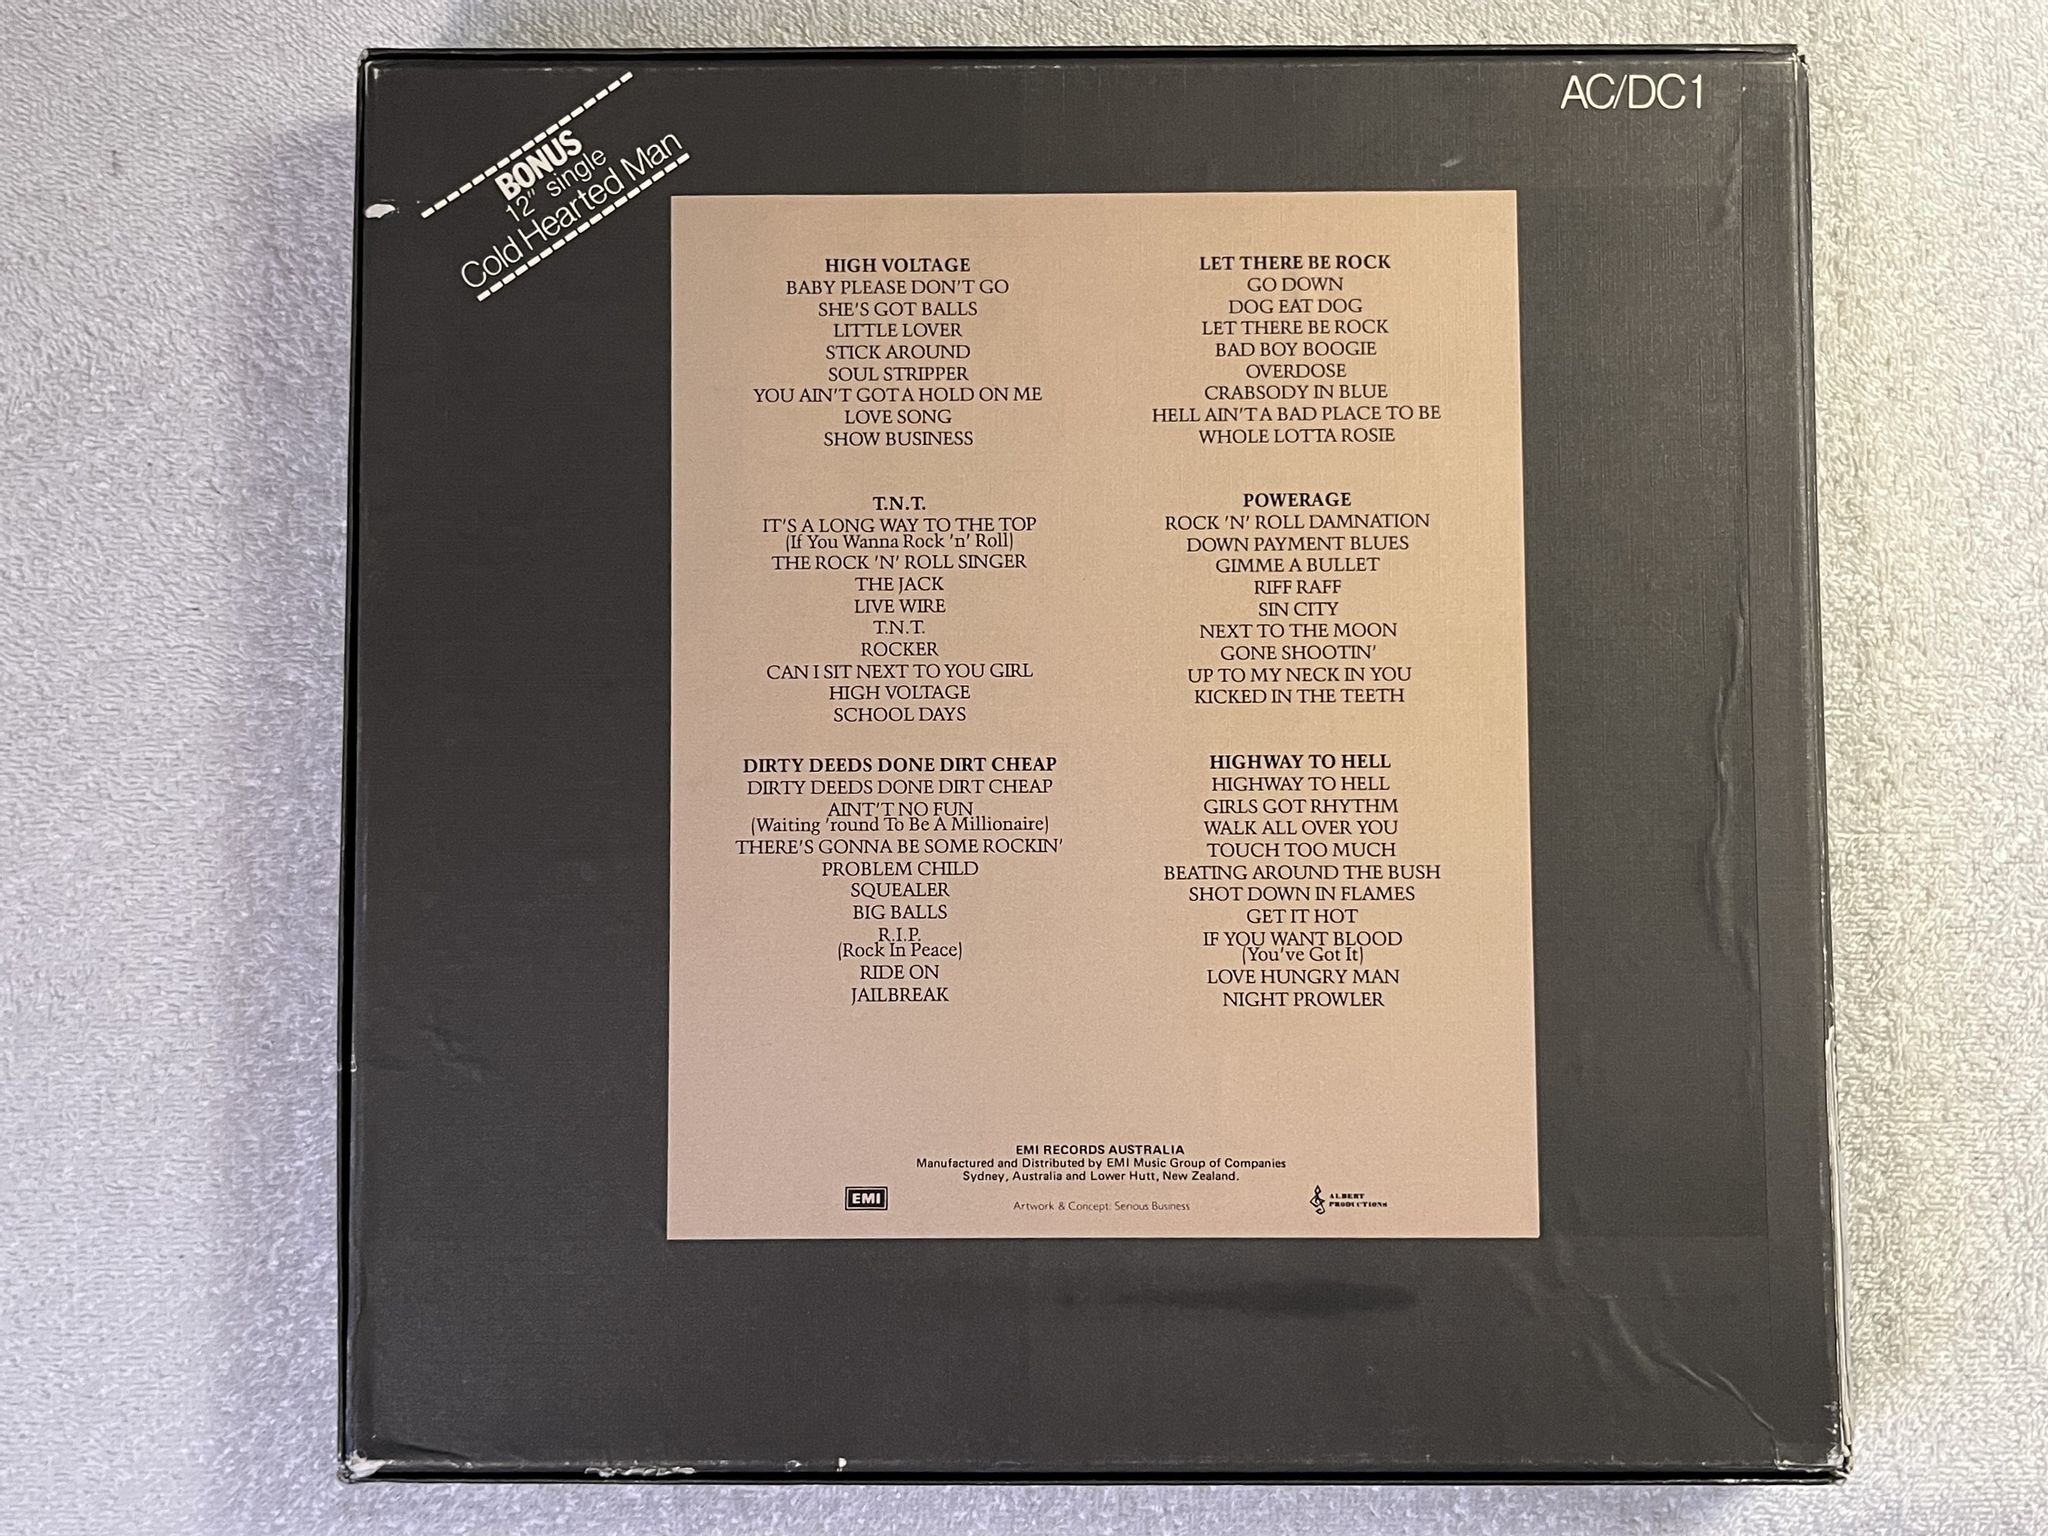 AC/DC1
BONUS
12" single
Cold Hearted Man
HIGH VOLTAGE
BABY PLEASE DON'T GO
SHE'S GOT BALLS
LITTLE LOVER
STICK AROUND
SOUL STRIPPER
YOU AIN'T GOT A HOLD ON ME
LOVE SONG
SHOW BUSINESS
T.N.T.
IT'S A LONG WAY TO THE TOP
(If You Wanna Rock 'n' Roll)
THE ROCK 'N' ROLL SINGER
THE JACK
LIVE WIRE
T.N.T.
ROCKER
CAN I SIT NEXT TO YOU GIRL
HIGH VOLTAGE
SCHOOL DAYS
DIRTY DEEDS DONE DIRT CHEAP
DIRTY DEEDS DONE DIRT CHEAP
AINT'T NO FUN
(Waiting 'round To Be A Millionaire)
THERE'S GONNA BE SOME ROCKIN'
PROBLEM CHILD
SQUEALER
BIG BALLS
R.I.P.
(Rock In Peace)
RIDE ON
JAILBREAK
LET THERE BE ROCK
GO DOWN
DOG EAT DOG
LET THERE BE ROCK
BAD BOY BOOGIE
OVERDOSE
CRABSODY IN BLUE
HELL AIN'T A BAD PLACE TO BE
WHOLE LOTTA ROSIE
POWERAGE
ROCK 'N' ROLL DAMNATION
DOWN PAYMENT BLUES
GIMME A BULLET
RIFF RAFF
SIN CITY
NEXT TO THE MOON
GONE SHOOTIN'
UP TO MY NECK IN YOU
KICKED IN THE TEETH
HIGHWAY TO HELL
HIGHWAY TO HELL
GIRLS GOT RHYTHM
WALK ALL OVER YOU
TOUCH TOO MUCH
BEATING AROUND THE BUSH
SHOT DOWN IN FLAMES
GET IT HOT
IF YOU WANT BLOOD
(You've Got It)
LOVE HUNGRY MAN
NIGHT PROWLER
EMI RECORDS AUSTRALIA
Manufactured and Distributed by EMI Music Group of Companies
Sydney, Australia and Lower Hutt, New Zealand.
EMI
Artwork & Concept: Serious Business
ALBERT
PRODUCTIONS